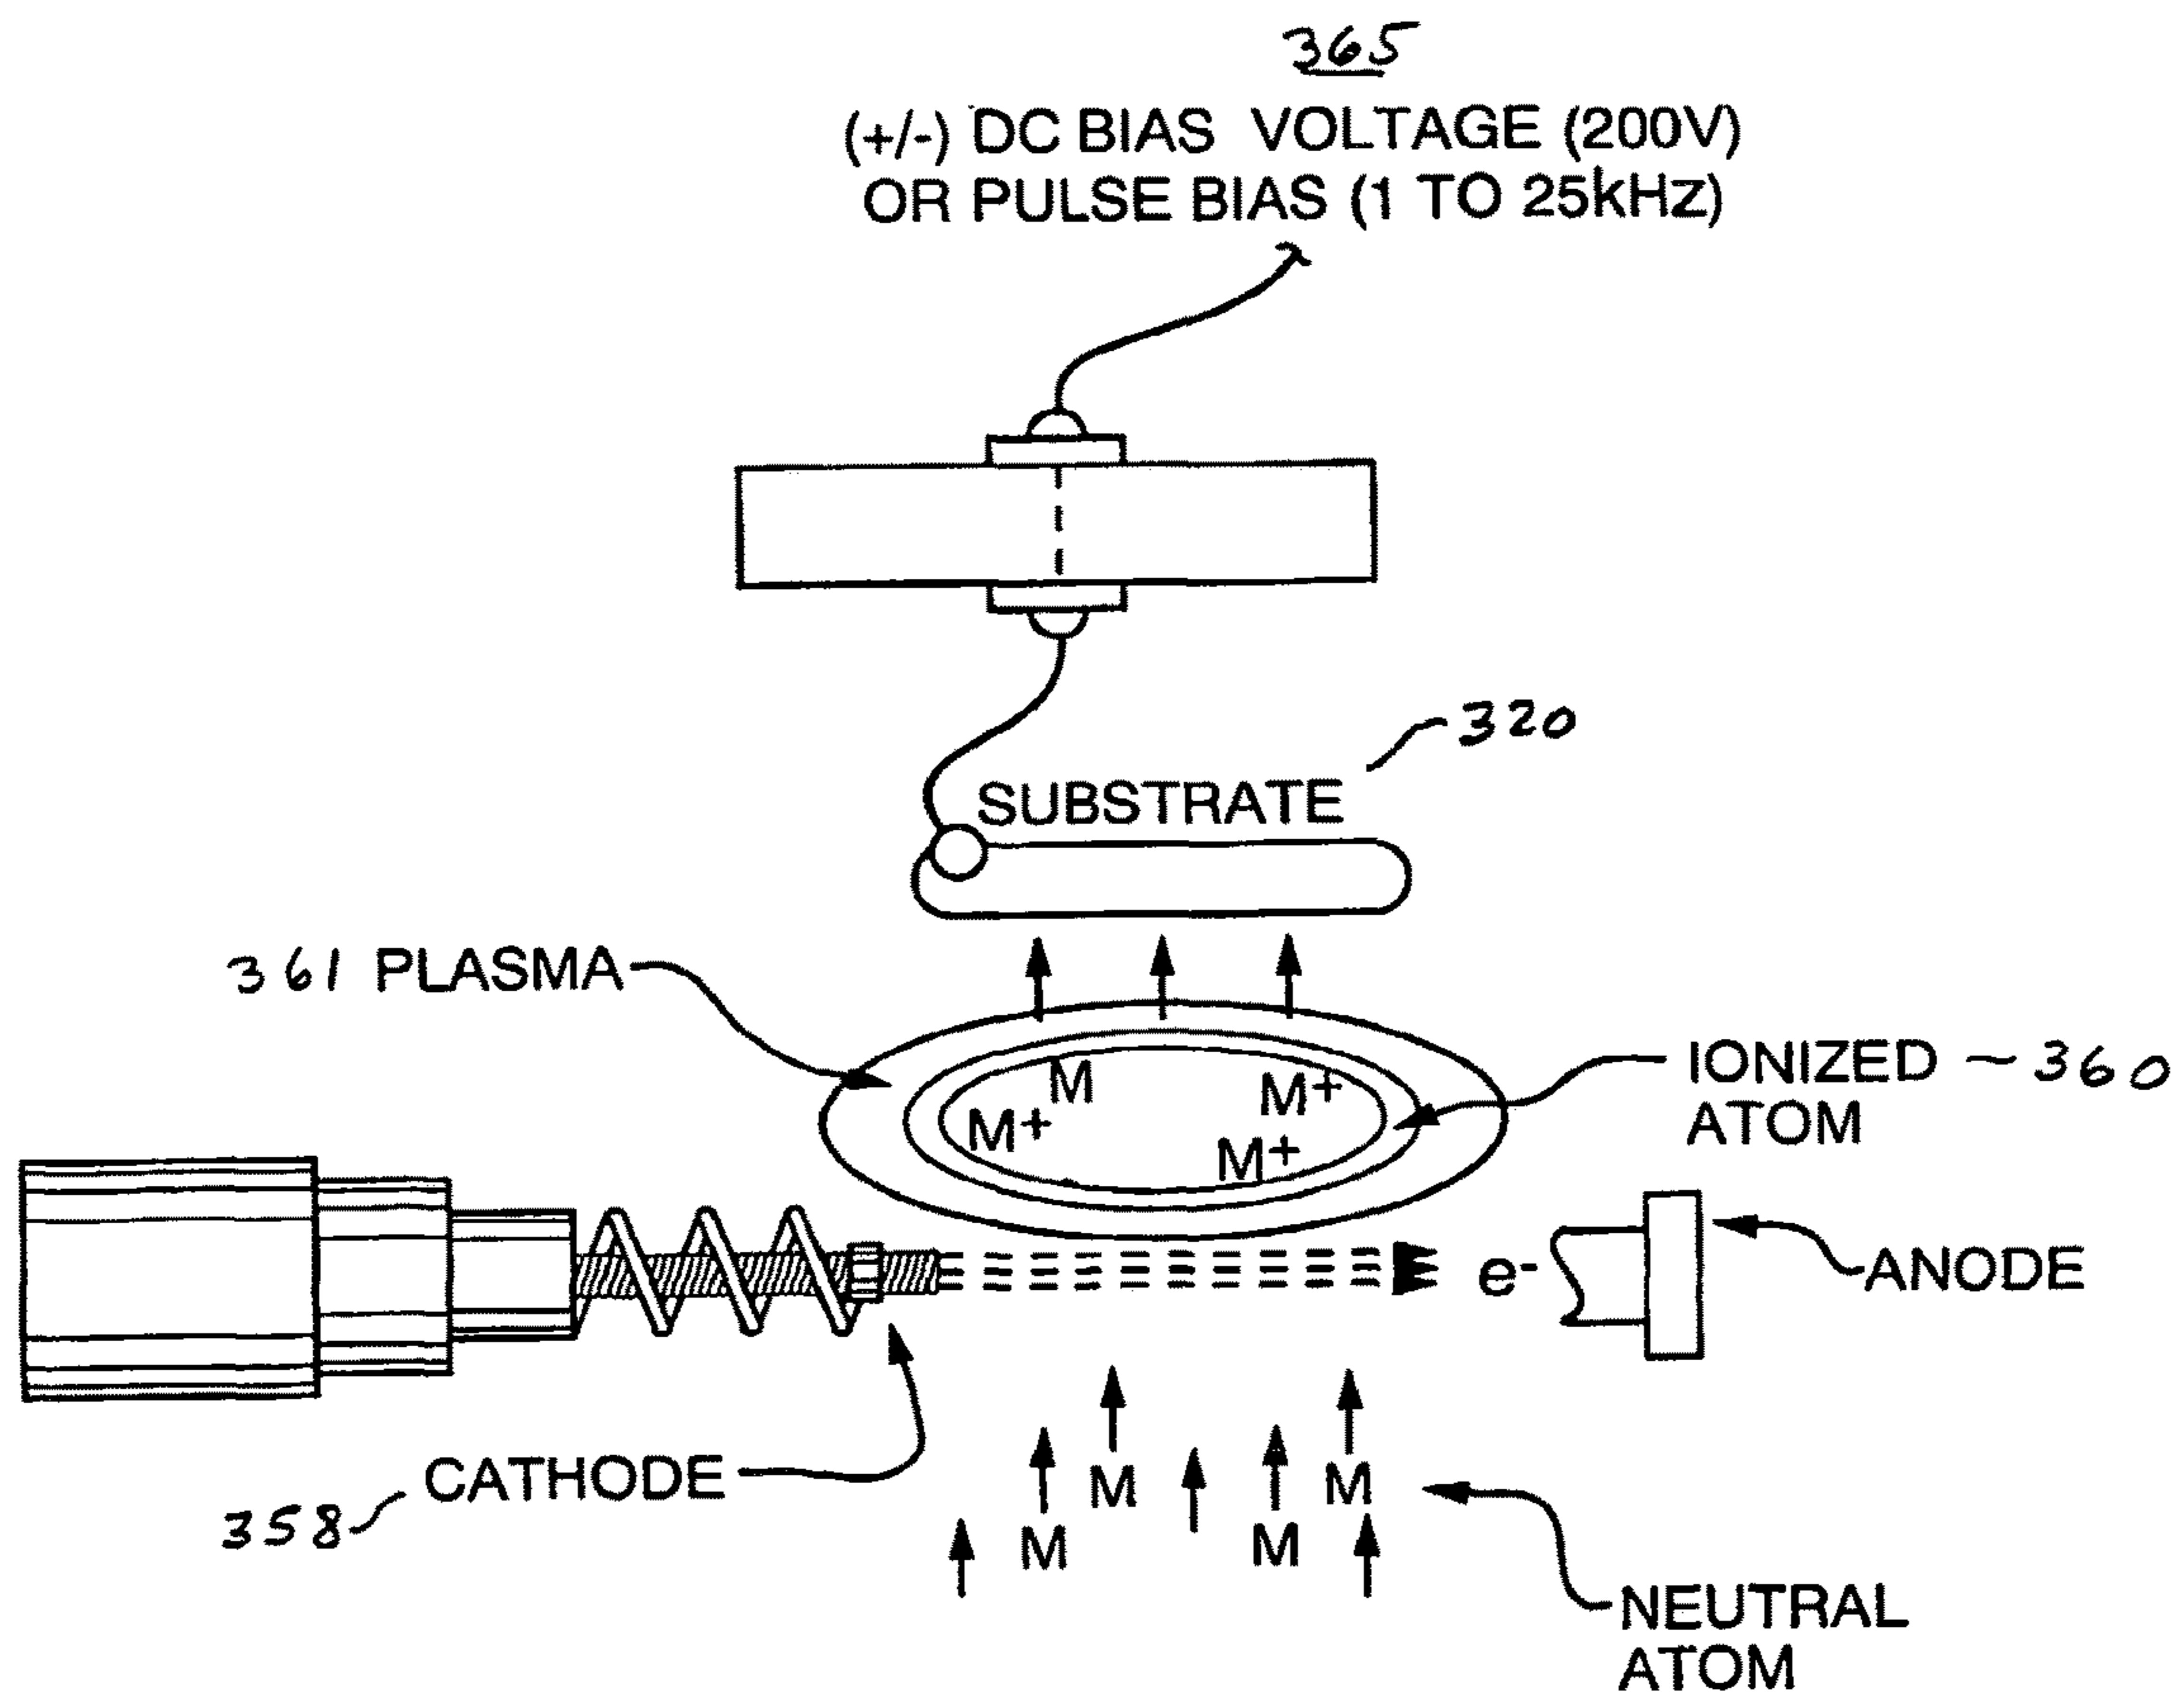 365
(+/-) DC BIAS VOLTAGE (200V)
OR PULSE BIAS (1 TO 25kHz)
320
SUBSTRATE
361 PLASMA
IONIZED ~ 360
ATOM
M
M+
M+
M+
e-
ANODE
CATHODE
358
M
M
M
M
NEUTRAL
ATOM